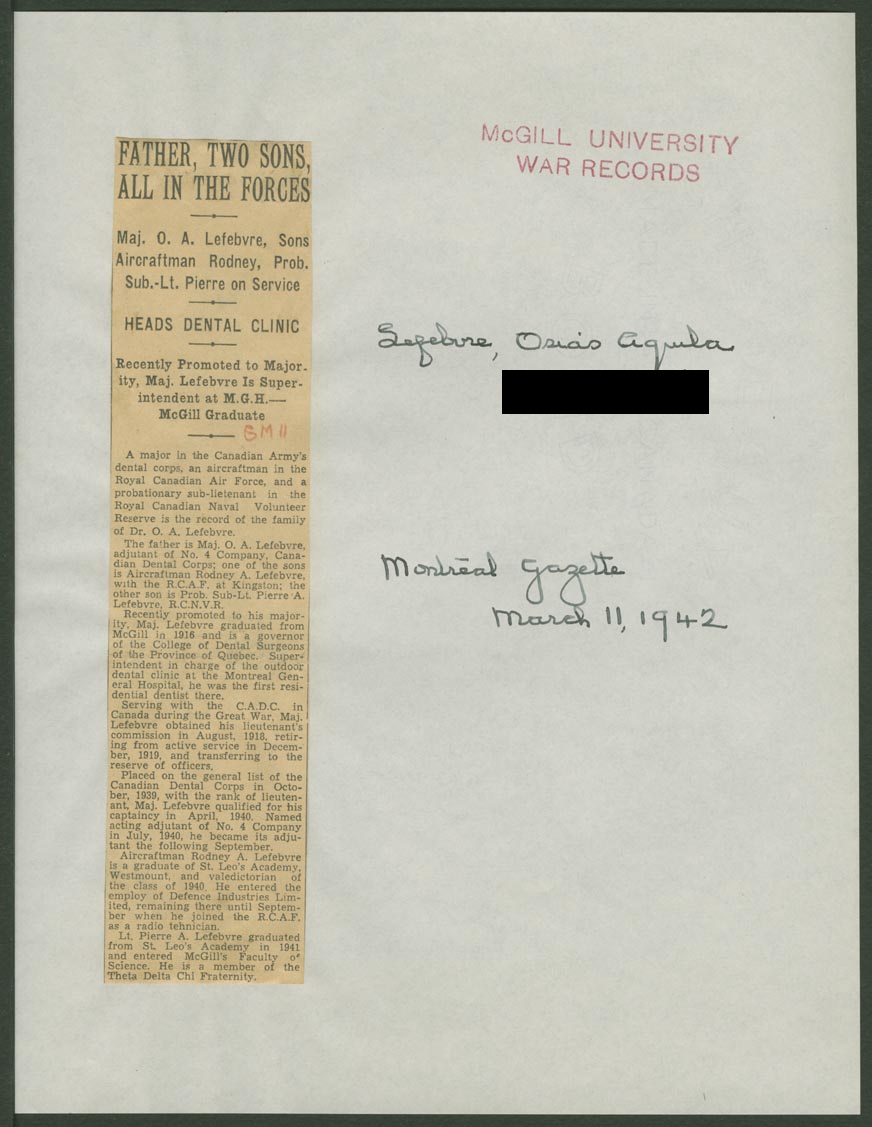 McGILL UNIVERSITY
WAR RECORDS
FATHER, TWO SONS,
ALL IN THE FORCES
Maj. O. A. Lefebvre, Sons
Aircraftman Rodney, Prob.
Sub.-Lt. Pierre on Service
HEADS DENTAL CLINIC
Recently Promoted to Major-
ity, Maj. Lefebvre Is Super-
intendent at M.G.H.—
McGill Graduate
GM 11
A major in the Canadian Army's
dental corps, an aircraftman in the
Royal Canadian Air Force, and a
probationary sub-lietenant in the
Royal Canadian Naval Volunteer
Reserve is the record of the family
of Dr. O. A. Lefebvre.
The father is Maj. O. A. Lefebvre,
adjutant of No. 4 Company, Cana-
dian Dental Corps; one of the sons
is Aircraftman Rodney A. Lefebvre,
with the R.C.A.F. at Kingston; the
other son is Prob. Sub-Lt. Pierre A.
Lefebvre, R.C.N.V.R.
Recently promoted to his major-
ity, Maj. Lefebvre graduated from
McGill in 1916 and is a governor
of the College of Dental Surgeons
of the Province of Quebec. Super-
intendent in charge of the outdoor
dental clinic at the Montreal Gen-
eral Hospital, he was the first resi-
dential dentist there.
Serving with the C.A.D.C. in
Canada during the Great War, Maj.
Lefebvre obtained his lieutenant's
commission in August, 1918, retir-
ing from active service in Decem-
ber, 1919, and transferring to the
reserve of officers.
Placed on the general list of the
Canadian Dental Corps in Octo-
ber, 1939, with the rank of lieuten-
ant, Maj. Lefebvre qualified for his
captaincy in April, 1940. Named
acting adjutant of No. 4 Company
in July, 1940, he became its adju-
tant the following September.
Aircraftman Rodney A. Lefebvre
is a graduate of St. Leo's Academy,
Westmount, and valedictorian of
the class of 1940. He entered the
employ of Defence Industries Lim-
ited, remaining there until Septem-
ber when he joined the R.C.A.F.
as a radio tehnician.
Lt. Pierre A. Lefebvre graduated
from St. Leo's Academy in 1941
and entered McGill's Faculty of
Science. He is a member of the
Theta Delta Chi Fraternity.
Lefebvre, Osias Aquila
Montréal Gazette
March 11, 1942